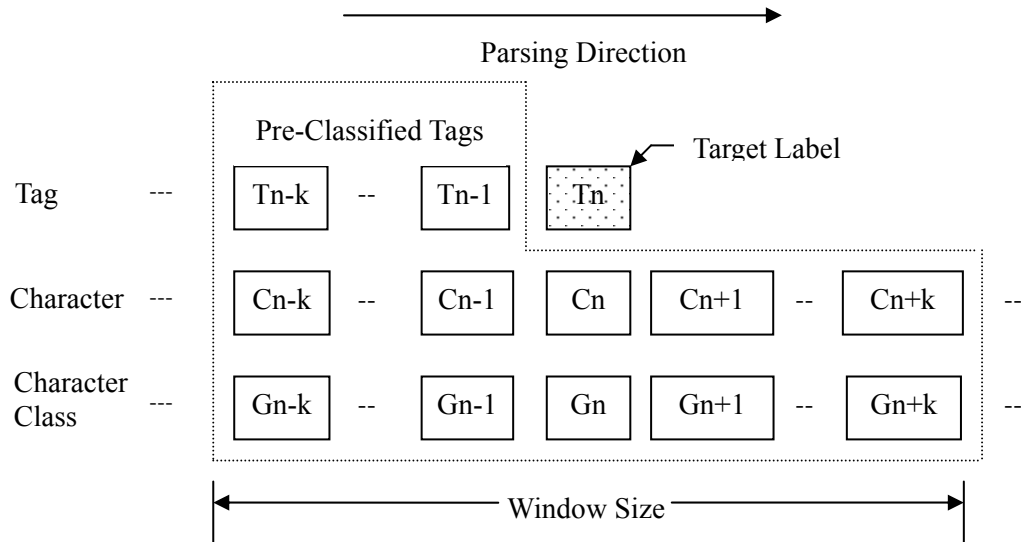 Parsing Direction
Pre-Classified Tags
Target Label
Tag --- Tn-k -- Tn-1 Tn
Character --- Cn-k -- Cn-1 Cn Cn+1 -- Cn+k --
Character
Class --- Gn-k -- Gn-1 Gn Gn+1 -- Gn+k --
Window Size